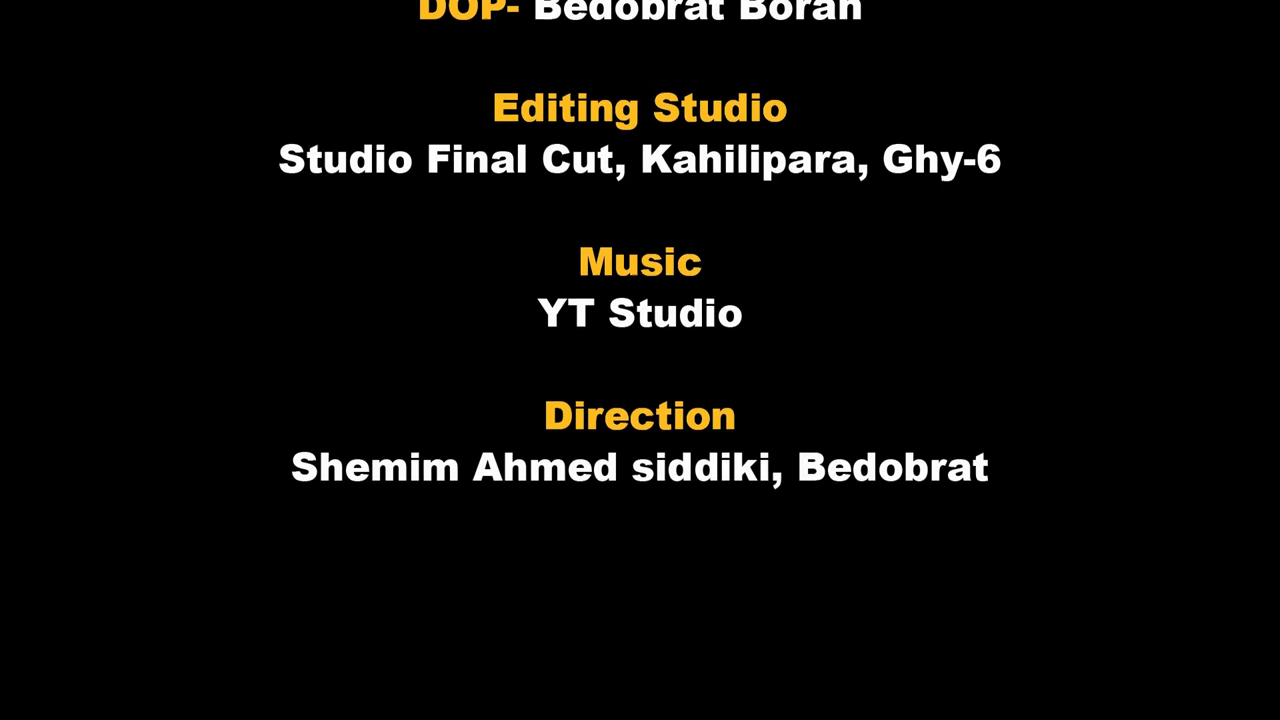 DOP- Bedobrat Borah
Editing Studio
Studio Final Cut, Kahilipara, Ghy-6
Music
YT Studio
Direction
Shemim Ahmed siddiki, Bedobrat